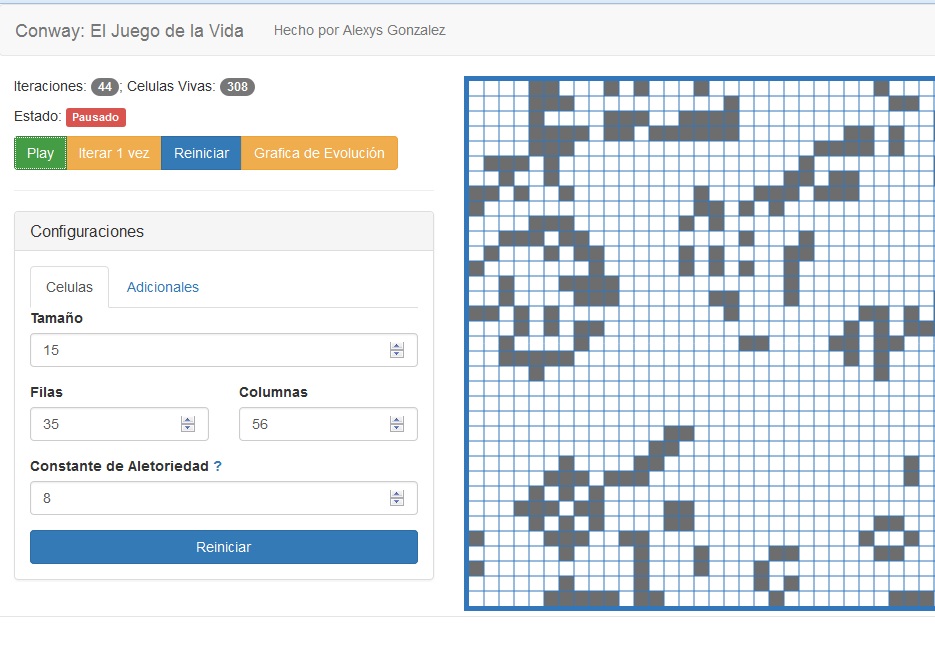 Conway: El Juego de la Vida Hecho por Alexys Gonzalez
Iteraciones: 44; Celulas Vivas: 308
Estado: Pausado
Play Iterar 1 vez Reiniciar Grafica de Evolución
Configuraciones
Celulas Adicionales
Tamaño
15
Filas Columnas
35 56
Constante de Aletoriedad ?
8
Reiniciar